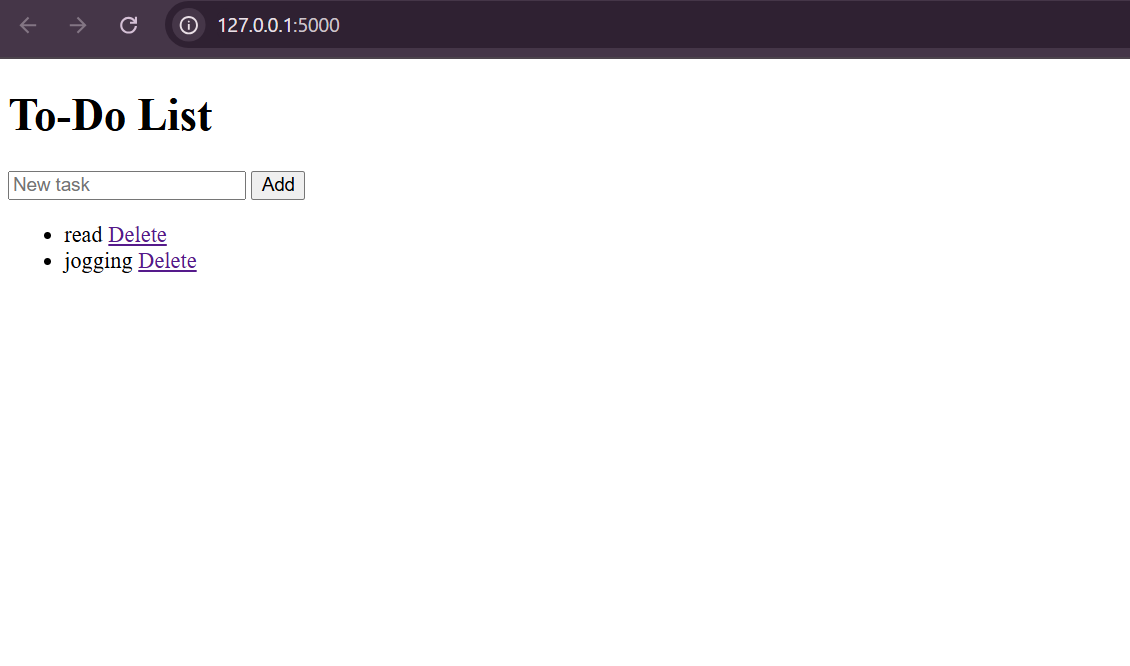 127.0.0.1:5000
To-Do List
New task Add
read Delete
jogging Delete